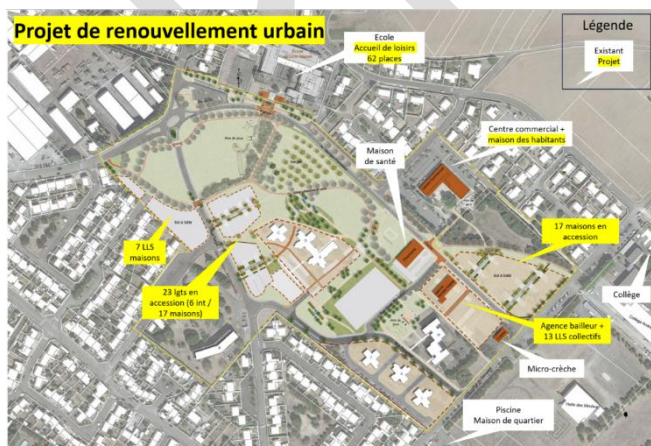 Projet de renouvellement urbain
Ecole
Accueil de loisirs
62 places
Légende
Existant
Projet
Maison
de santé
Centre commercial +
maison des habitants
7 LLS
maisons
17 maisons en
accession
23 lgts en
accession (6 int /
17 maisons)
Collège
Agence bailleur +
13 LLS collectifs
Micro-crèche
Piscine
Maison de quartier